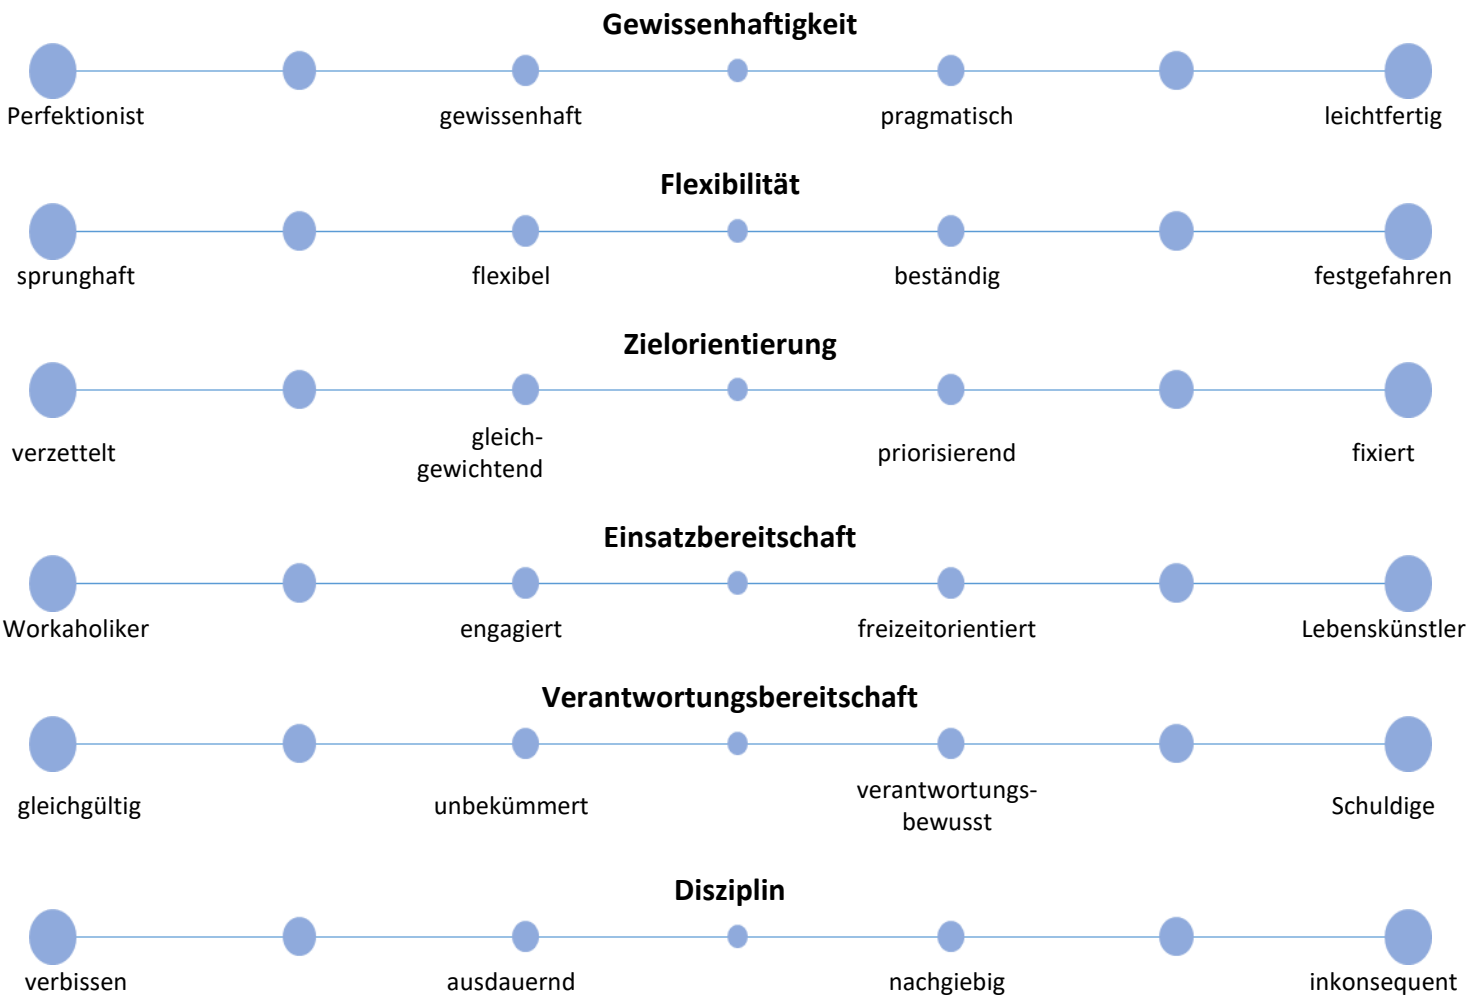 Gewissenhaftigkeit
Perfektionist gewissenhaft pragmatisch leichtfertig
Flexibilität
sprunghaft flexibel beständig festgefahren
Zielorientierung
verzettelt gleich-
gewichtend priorisierend fixiert
Einsatzbereitschaft
Workaholiker engagiert freizeitorientiert Lebenskünstler
Verantwortungsbereitschaft
gleichgültig unbekümmert verantwortungs-
bewusst Schuldige
Disziplin
verbissen ausdauernd nachgiebig inkonsequent